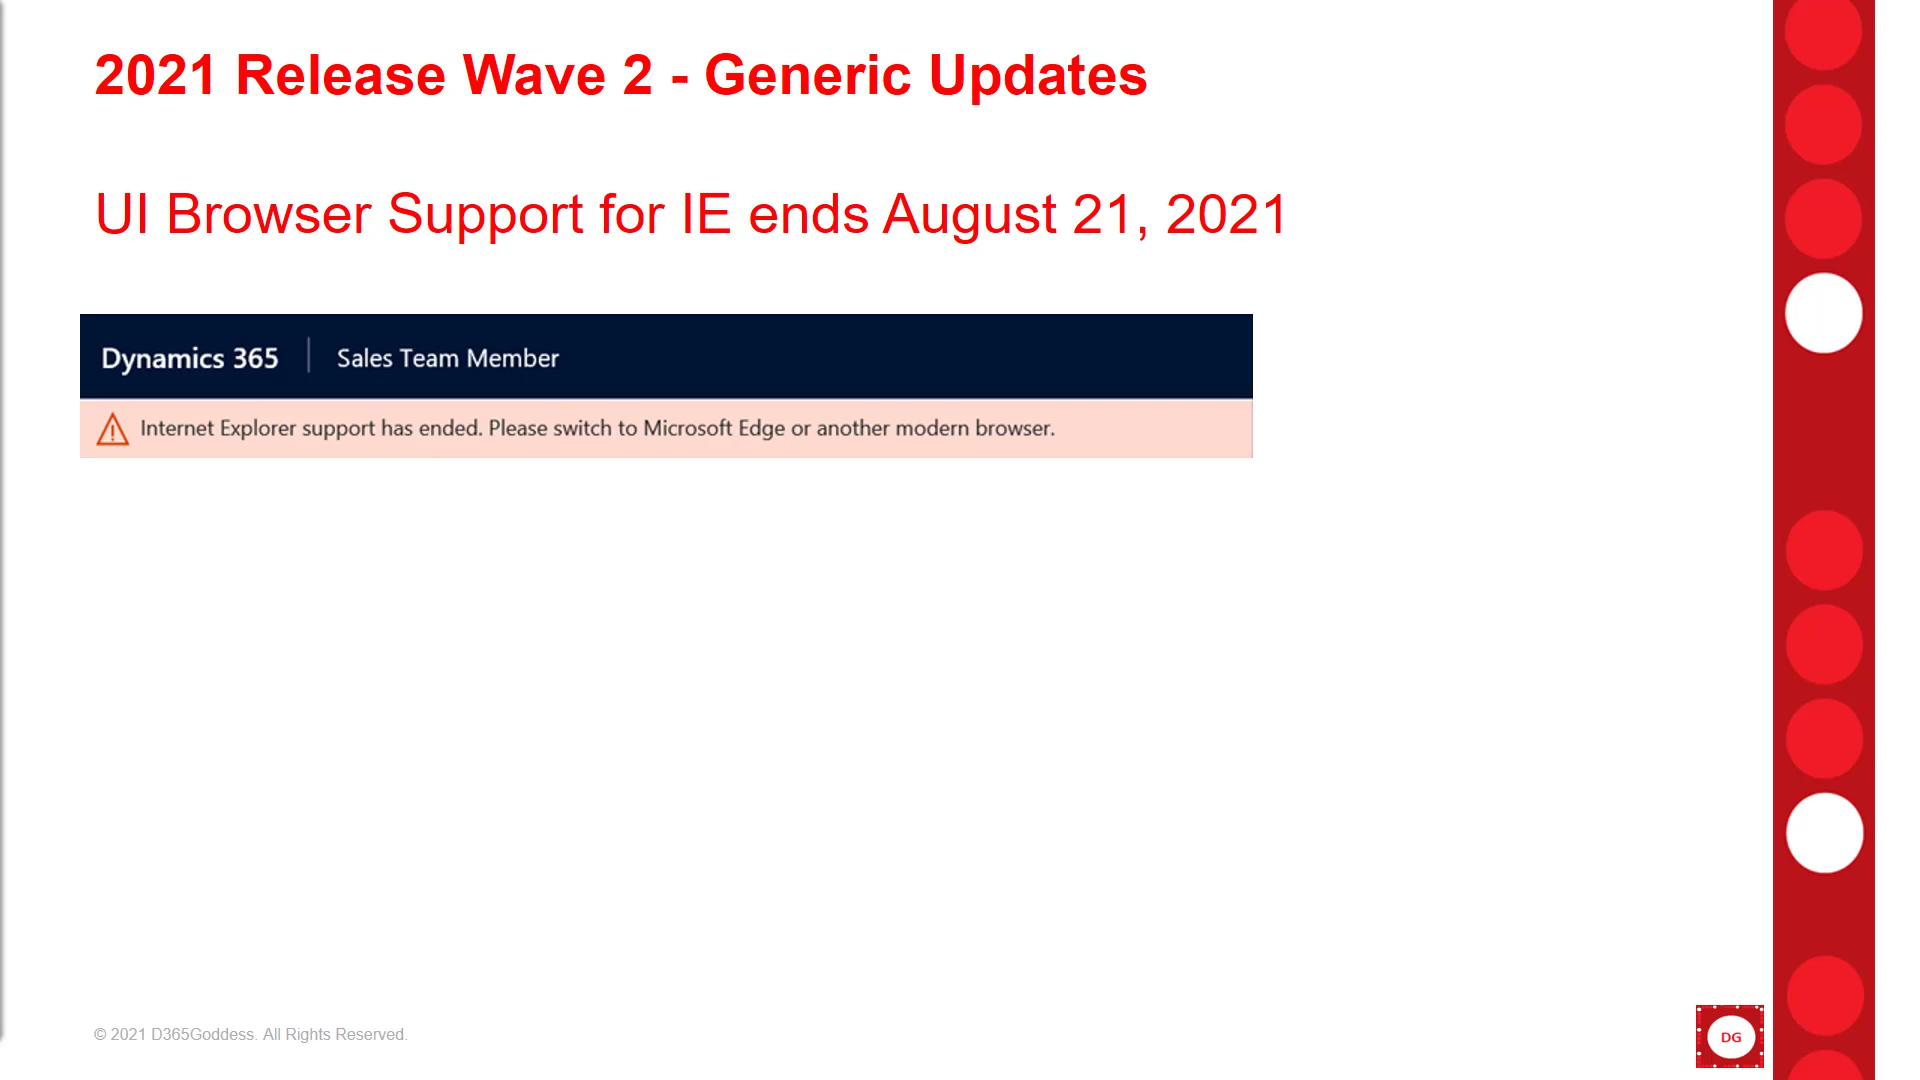 2021 Release Wave 2 - Generic Updates
UI Browser Support for IE ends August 21, 2021
Dynamics 365 | Sales Team Member
Internet Explorer support has ended. Please switch to Microsoft Edge or another modern browser.
© 2021 D365Goddess. All Rights Reserved.
DG